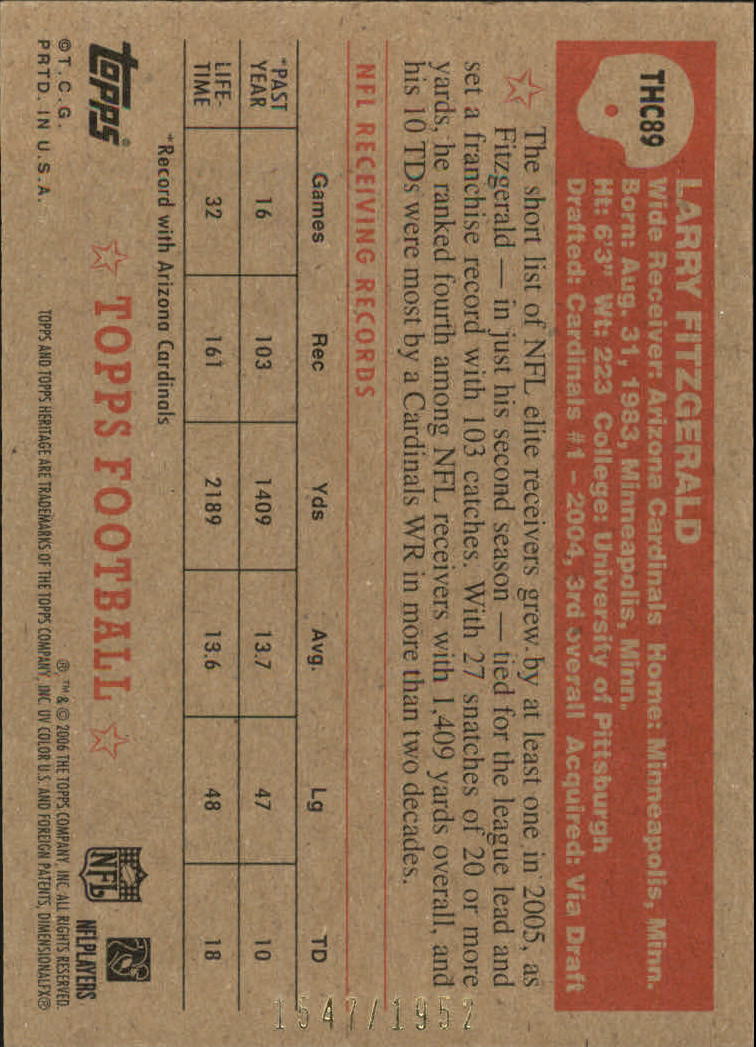 THC89
LARRY FITZGERALD
Wide Receiver: Arizona Cardinals Home: Minneapolis, Minn.
Born: Aug. 31, 1983, Minneapolis, Minn.
Ht: 6'3" Wt: 223 College: University of Pittsburgh
Drafted: Cardinals #1 - 2004, 3rd Overall Acquired: Via Draft
The short list of NFL elite receivers grew by at least one in 2005, as
Fitzgerald — in just his second season — tied for the league lead and
set a franchise record with 103 catches. With 27 snatches of 20 or more
yards, he ranked fourth among NFL receivers with 1,409 yards overall, and
his 10 TDs were most by a Cardinals WR in more than two decades.
NFL RECEIVING RECORDS
Games Rec Yds Avg. Lg TD
*PAST YEAR 16 103 1409 13.7 47 10
LIFE-TIME 32 161 2189 13.6 48 18
*Record with Arizona Cardinals
topps®
TOPPS FOOTBALL
NFL
NFLPLAYERS
©T.C.G.
PRTD. IN U.S.A.
®, ™ & © 2006 THE TOPPS COMPANY, INC. ALL RIGHTS RESERVED.
TOPPS AND TOPPS HERITAGE ARE TRADEMARKS OF THE TOPPS COMPANY, INC. UV COLOR U.S. AND FOREIGN PATENTS, DIMENSIONALFX®
1547/1952